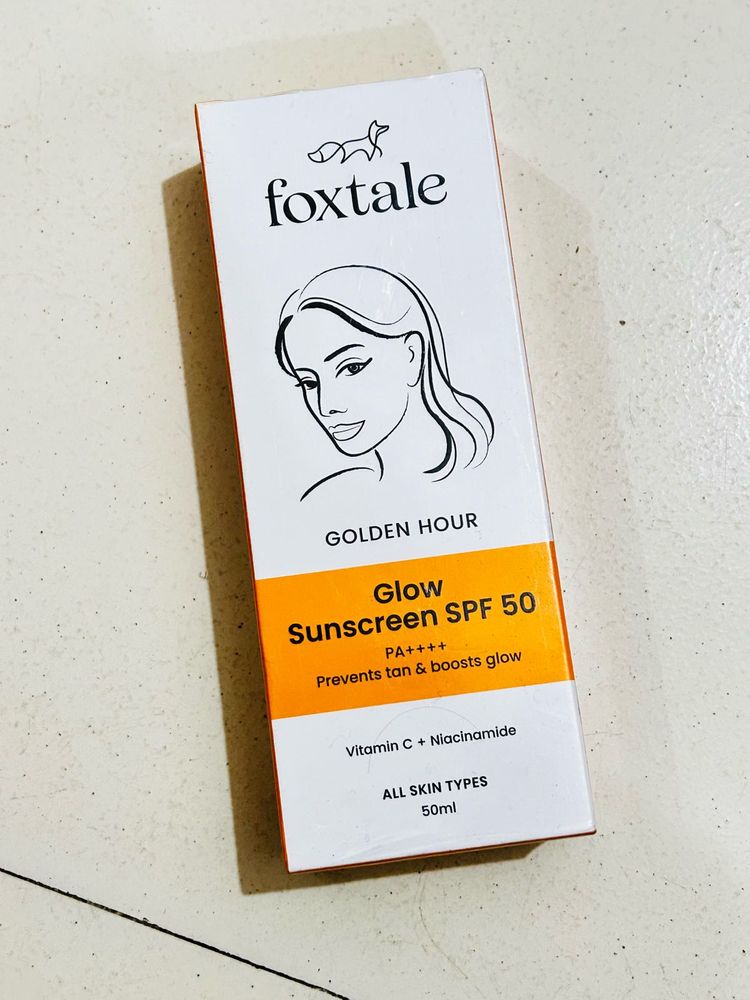 foxtale
GOLDEN HOUR
Glow
Sunscreen SPF 50
PA++++
Prevents tan & boosts glow
Vitamin C + Niacinamide
ALL SKIN TYPES
50ml